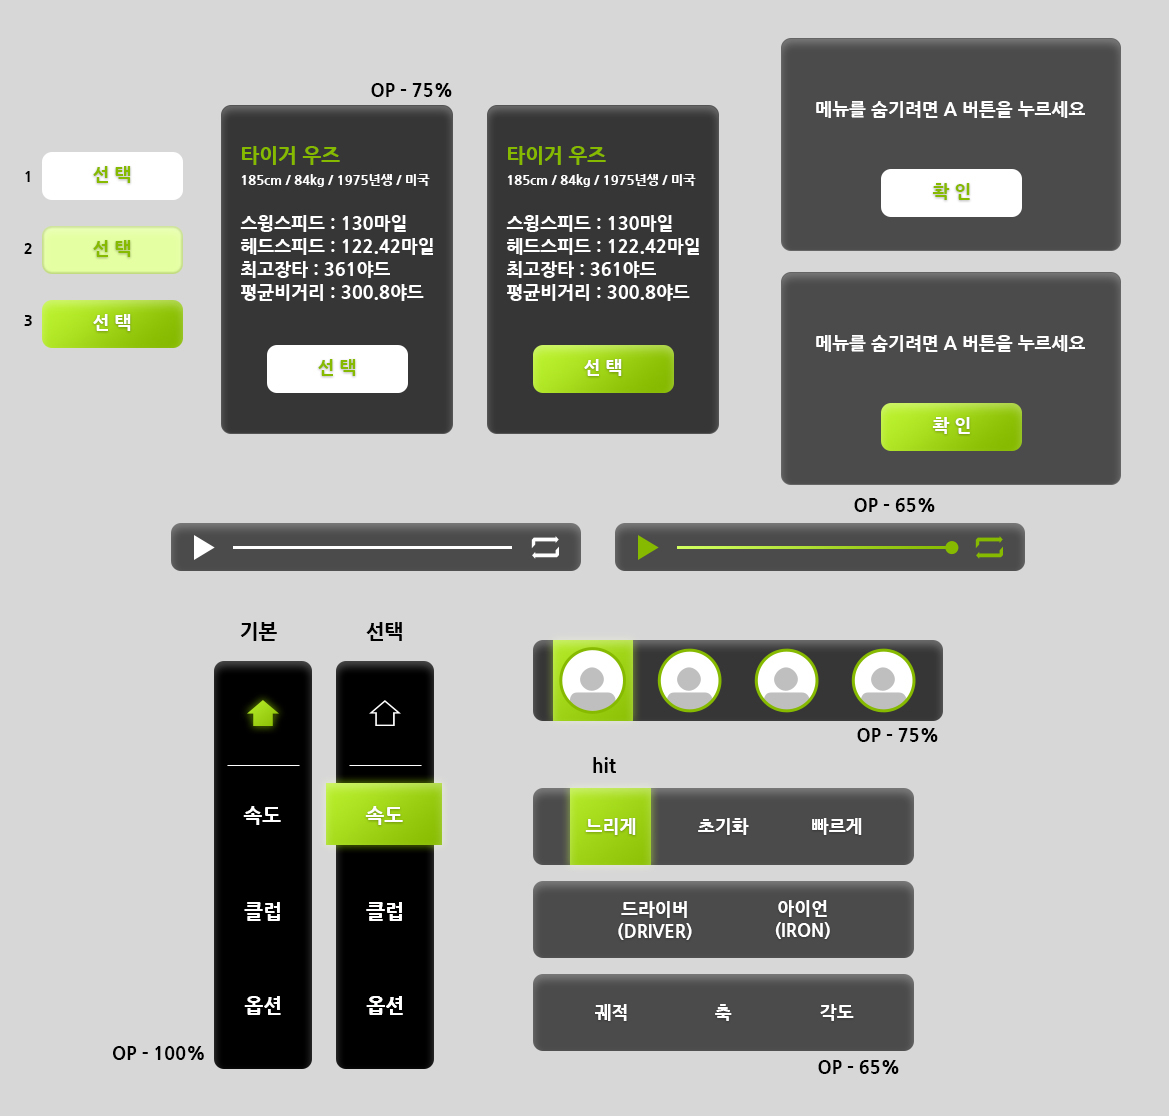 OP - 75%
1
선 택
2
선 택
3
선 택
타이거 우즈
185cm / 84kg / 1975년생 / 미국
스윙스피드 : 130마일
헤드스피드 : 122.42마일
최고장타 : 361야드
평균비거리 : 300.8야드
선 택
타이거 우즈
185cm / 84kg / 1975년생 / 미국
스윙스피드 : 130마일
헤드스피드 : 122.42마일
최고장타 : 361야드
평균비거리 : 300.8야드
선 택
메뉴를 숨기려면 A 버튼을 누르세요
확 인
메뉴를 숨기려면 A 버튼을 누르세요
확 인
OP - 65%
기본
속도
클럽
옵션
OP - 100%
선택
속도
클럽
옵션
OP - 75%
hit
느리게
초기화
빠르게
드라이버
(DRIVER)
아이언
(IRON)
궤적
축
각도
OP - 65%